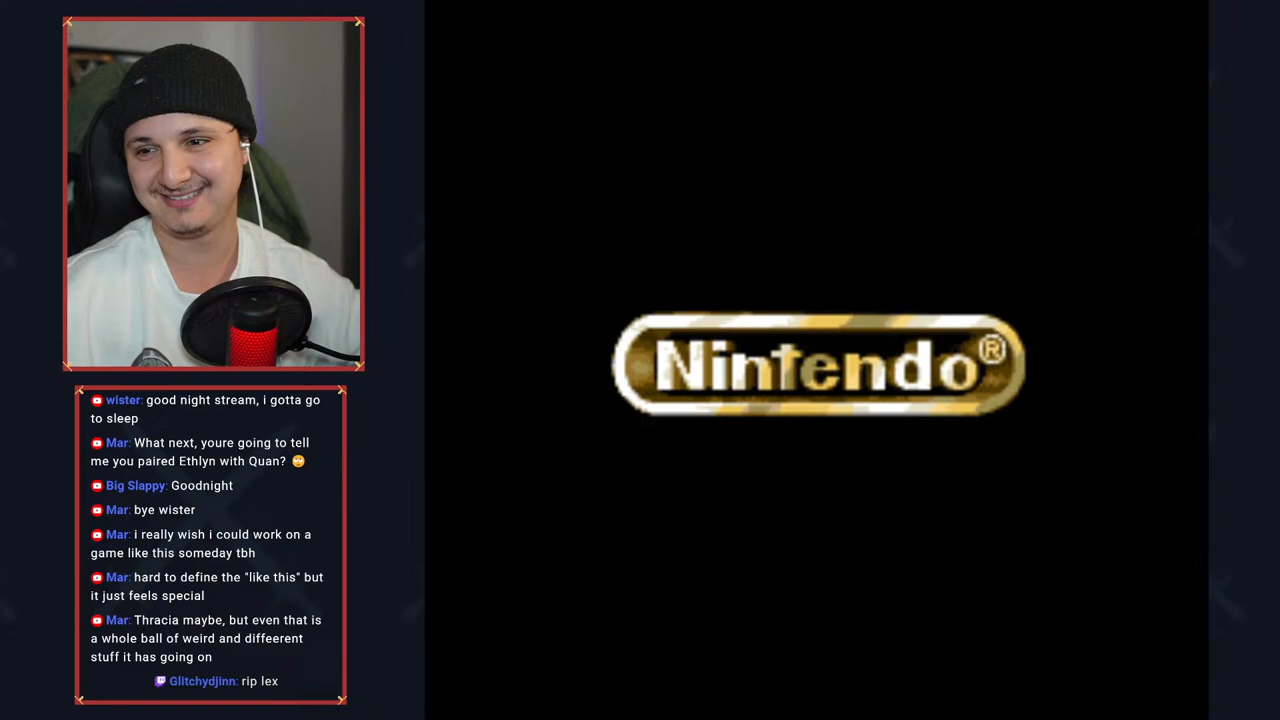 wister: good night stream, i gotta go
to sleep
Mar: What next, youre going to tell
me you paired Ethlyn with Quan? 🙄
Big Slappy: Goodnight
Mar: bye wister
Mar: i really wish i could work on a
game like this someday tbh
Mar: hard to define the "like this" but
it just feels special
Mar: Thracia maybe, but even that is
a whole ball of weird and diffeerent
stuff it has going on
Glitchydjinn: rip lex
Nintendo®